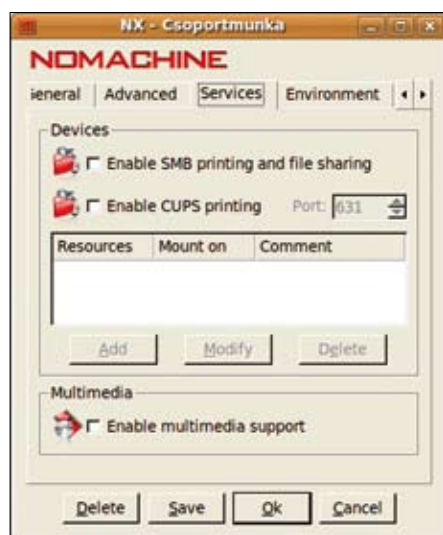 NX - Csoportmunka
NOMACHINE
General Advanced Services Environment
Devices
Enable SMB printing and file sharing
Enable CUPS printing Port: 631
Resources Mount on Comment
Add Modify Delete
Multimedia
Enable multimedia support
Delete Save Ok Cancel